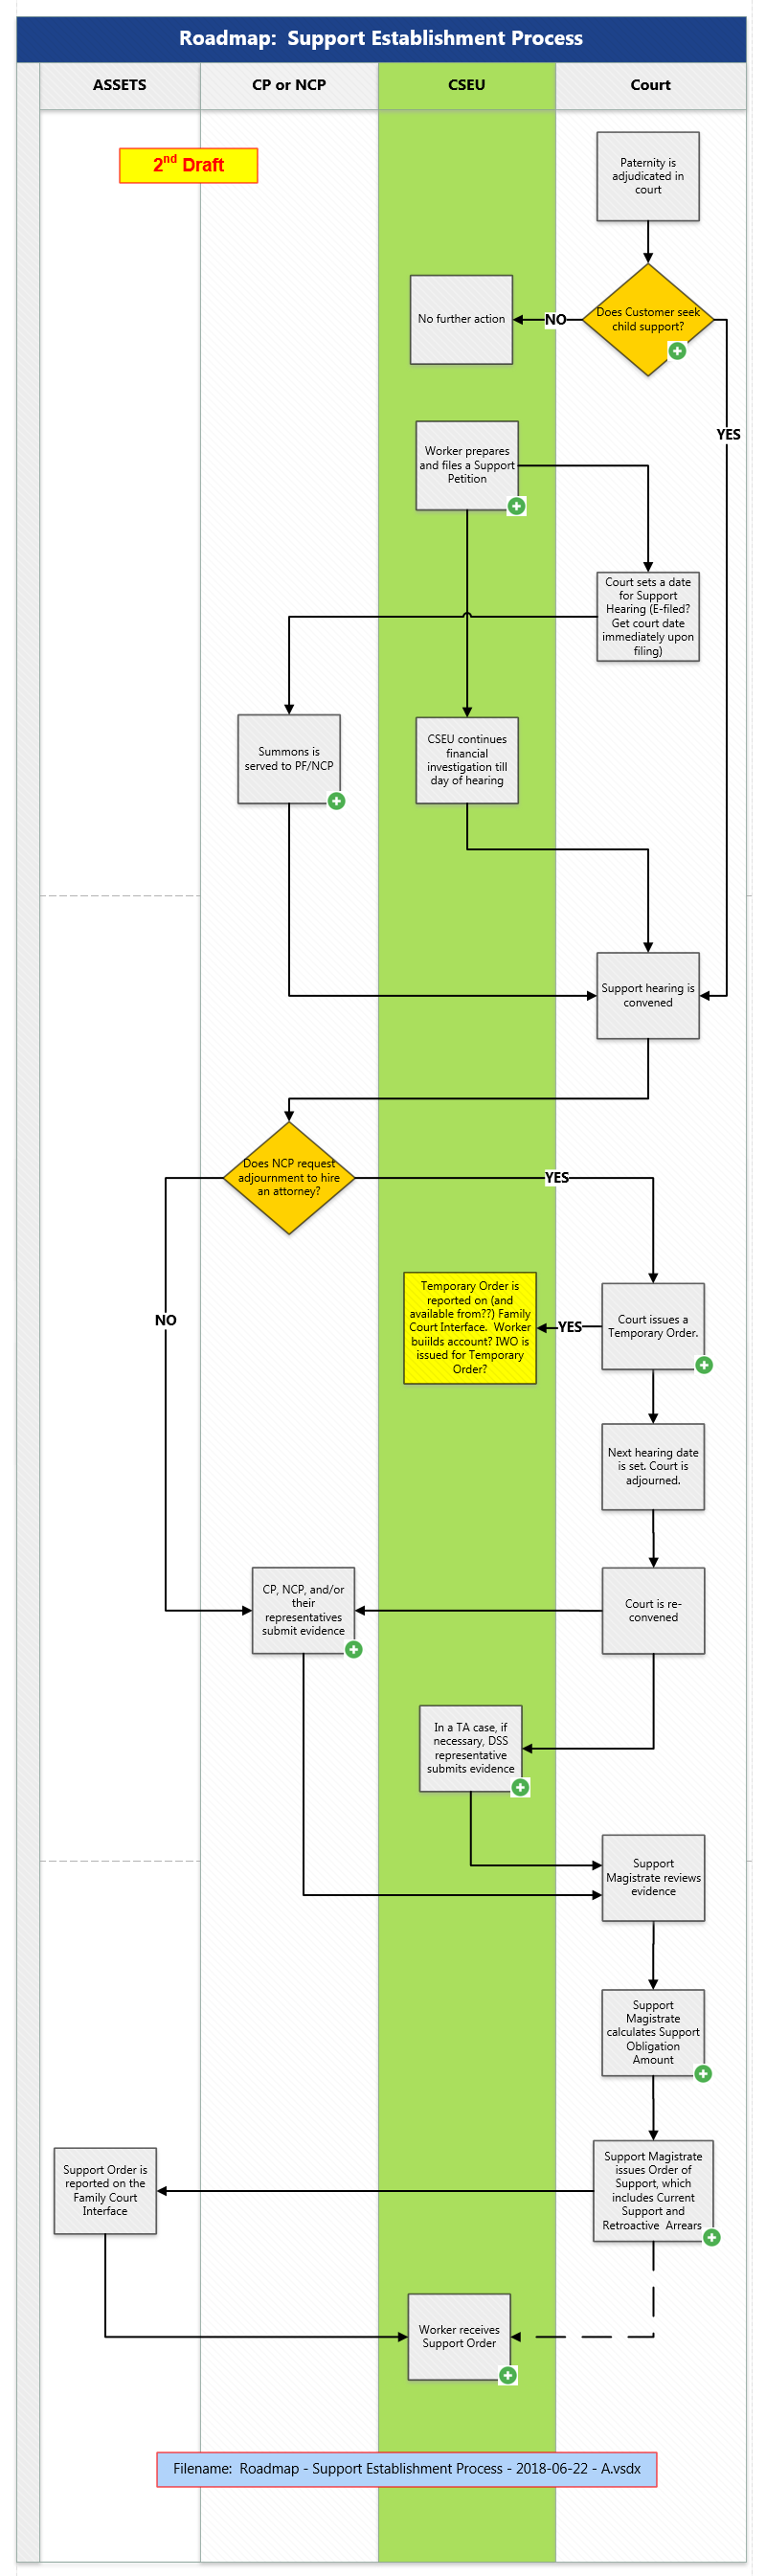 Roadmap:  Support Establishment Process
ASSETS
CP or NCP
CSEU
Court
2nd Draft
Paternity is
adjudicated in
court
Does Customer seek
child support?
NO
No further action
YES
Worker prepares
and files a Support
Petition
Court sets a date
for Support
Hearing (E-filed?
Get court date
immediately upon
filing)
Summons is
served to PF/NCP
CSEU continues
financial
investigation till
day of hearing
Support hearing is
convened
Does NCP request
adjournment to hire
an attorney?
YES
NO
Court issues a
Temporary Order.
YES
Temporary Order is
reported on (and
available from??) Family
Court Interface.  Worker
buiilds account? IWO is
issued for Temporary
Order?
Next hearing date
is set. Court is
adjourned.
Court is re-
convened
CP, NCP, and/or
their
representatives
submit evidence
In a TA case, if
necessary, DSS
representative
submits evidence
Support
Magistrate reviews
evidence
Support
Magistrate
calculates Support
Obligation
Amount
Support Magistrate
issues Order of
Support, which
includes Current
Support and
Retroactive  Arrears
Support Order is
reported on the
Family Court
Interface
Worker receives
Support Order
Filename:  Roadmap - Support Establishment Process - 2018-06-22 - A.vsdx